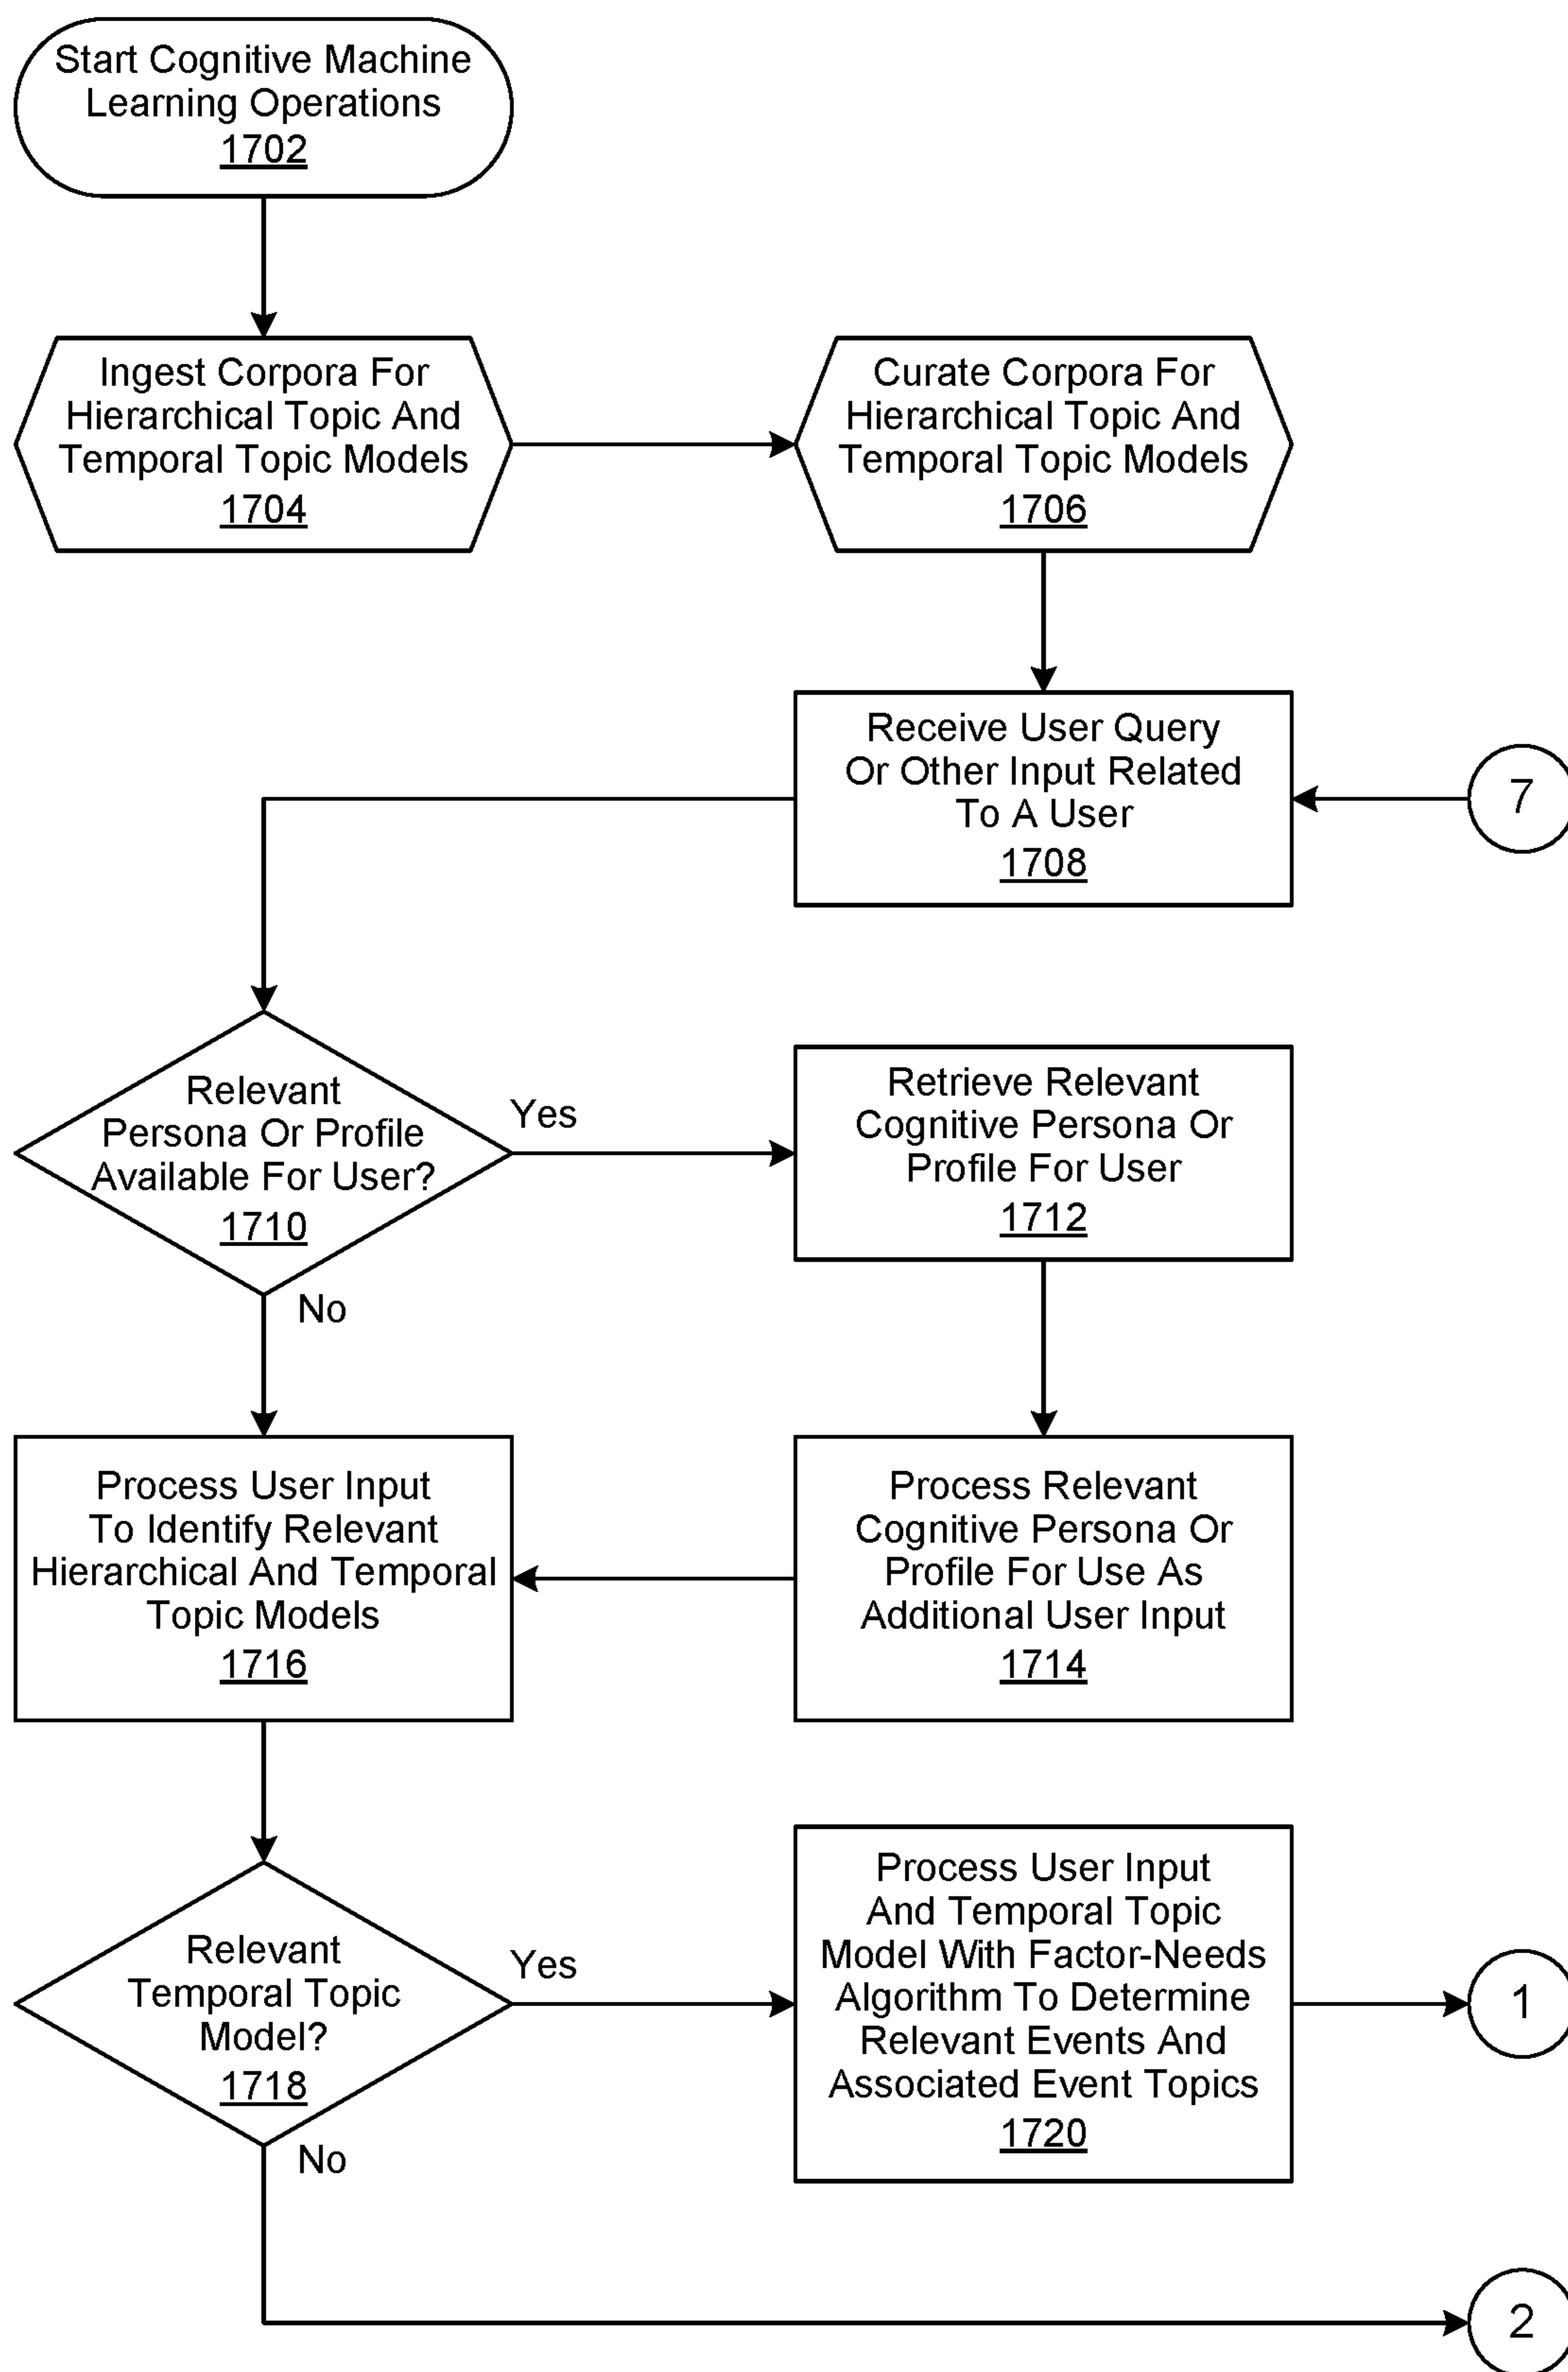 Start Cognitive Machine
Learning Operations
1702
Ingest Corpora For
Hierarchical Topic And
Temporal Topic Models
1704
Curate Corpora For
Hierarchical Topic And
Temporal Topic Models
1706
Receive User Query
Or Other Input Related
To A User
1708
7
Relevant
Persona Or Profile
Available For User?
1710
Yes
No
Retrieve Relevant
Cognitive Persona Or
Profile For User
1712
Process Relevant
Cognitive Persona Or
Profile For Use As
Additional User Input
1714
Process User Input
To Identify Relevant
Hierarchical And Temporal
Topic Models
1716
Relevant
Temporal Topic
Model?
1718
Yes
No
Process User Input
And Temporal Topic
Model With Factor-Needs
Algorithm To Determine
Relevant Events And
Associated Event Topics
1720
1
2